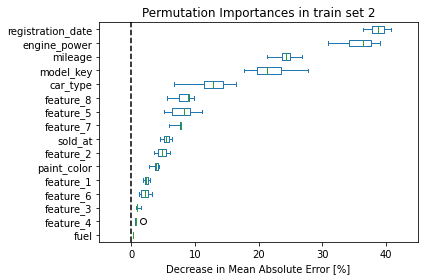 Permutation Importances in train set 2
registration_date
engine_power
mileage
model_key
car_type
feature_8
feature_5
feature_7
sold_at
feature_2
paint_color
feature_1
feature_6
feature_3
feature_4
fuel
0 10 20 30 40
Decrease in Mean Absolute Error [%]